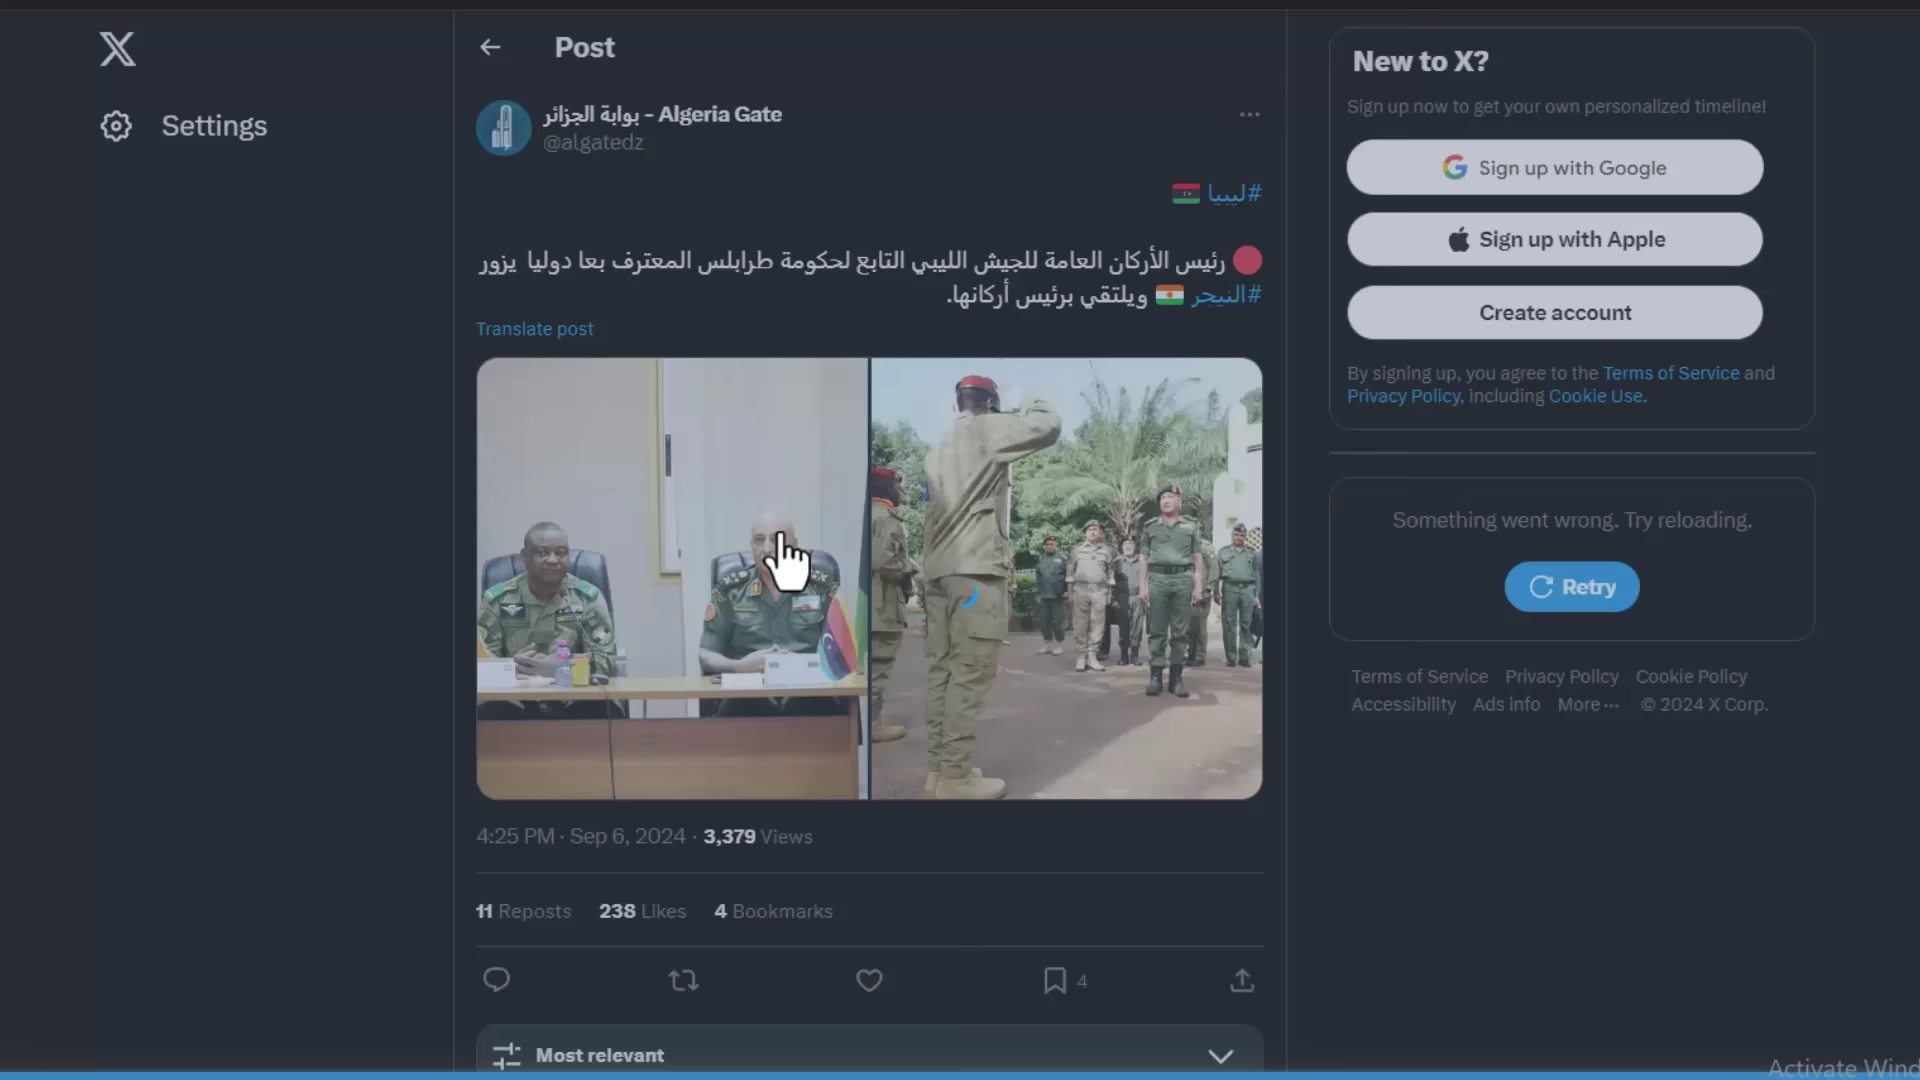 Settings
Post
بوابة الجزائر - Algeria Gate
@algatedz
#ليبيا
رئيس الأركان العامة للجيش الليبي التابع لحكومة طرابلس المعترف بعا دوليا يزور
#النيجر ويلتقي برئيس أركانها.
Translate post
4:25 PM · Sep 6, 2024 · 3,379 Views
11 Reposts 238 Likes 4 Bookmarks
4
Most relevant
New to X?
Sign up now to get your own personalized timeline!
Sign up with Google
Sign up with Apple
Create account
By signing up, you agree to the Terms of Service and
Privacy Policy, including Cookie Use.
Something went wrong. Try reloading.
Retry
Terms of Service Privacy Policy Cookie Policy
Accessibility Ads info More ··· © 2024 X Corp.
Activate Wind